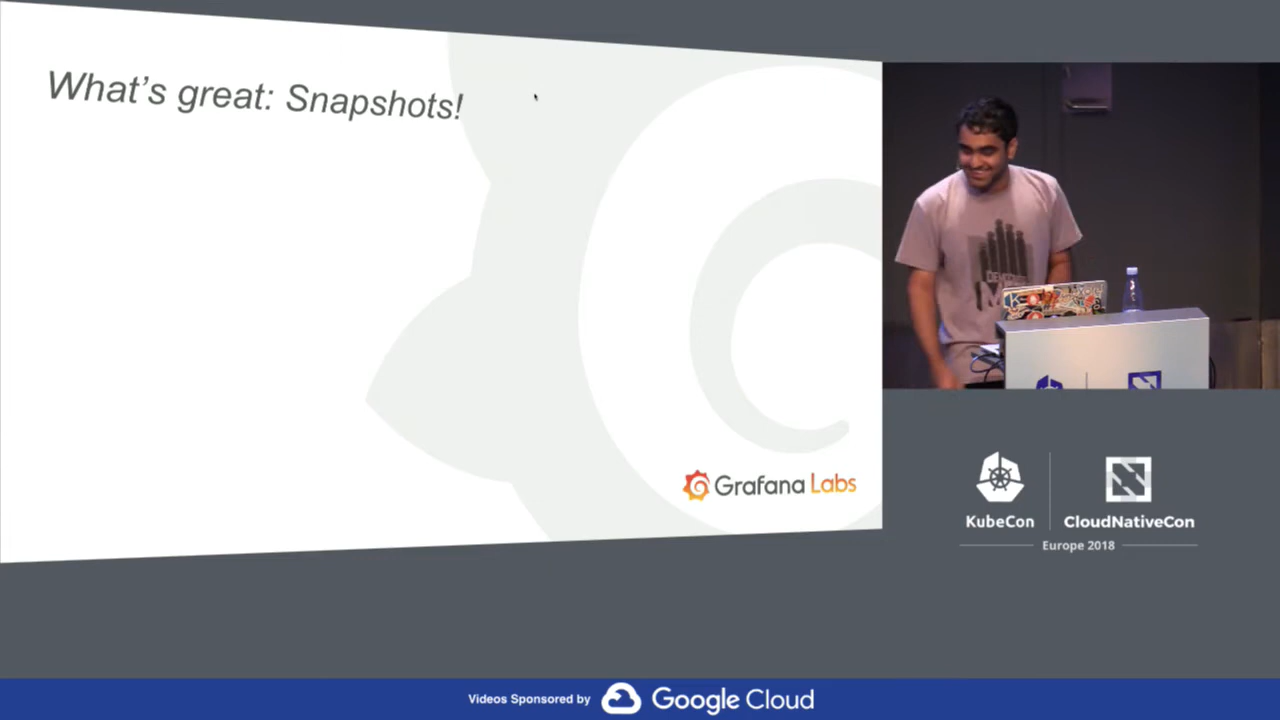 What's great: Snapshots!
Grafana Labs
KubeCon
CloudNativeCon
Europe 2018
Videos Sponsored by Google Cloud